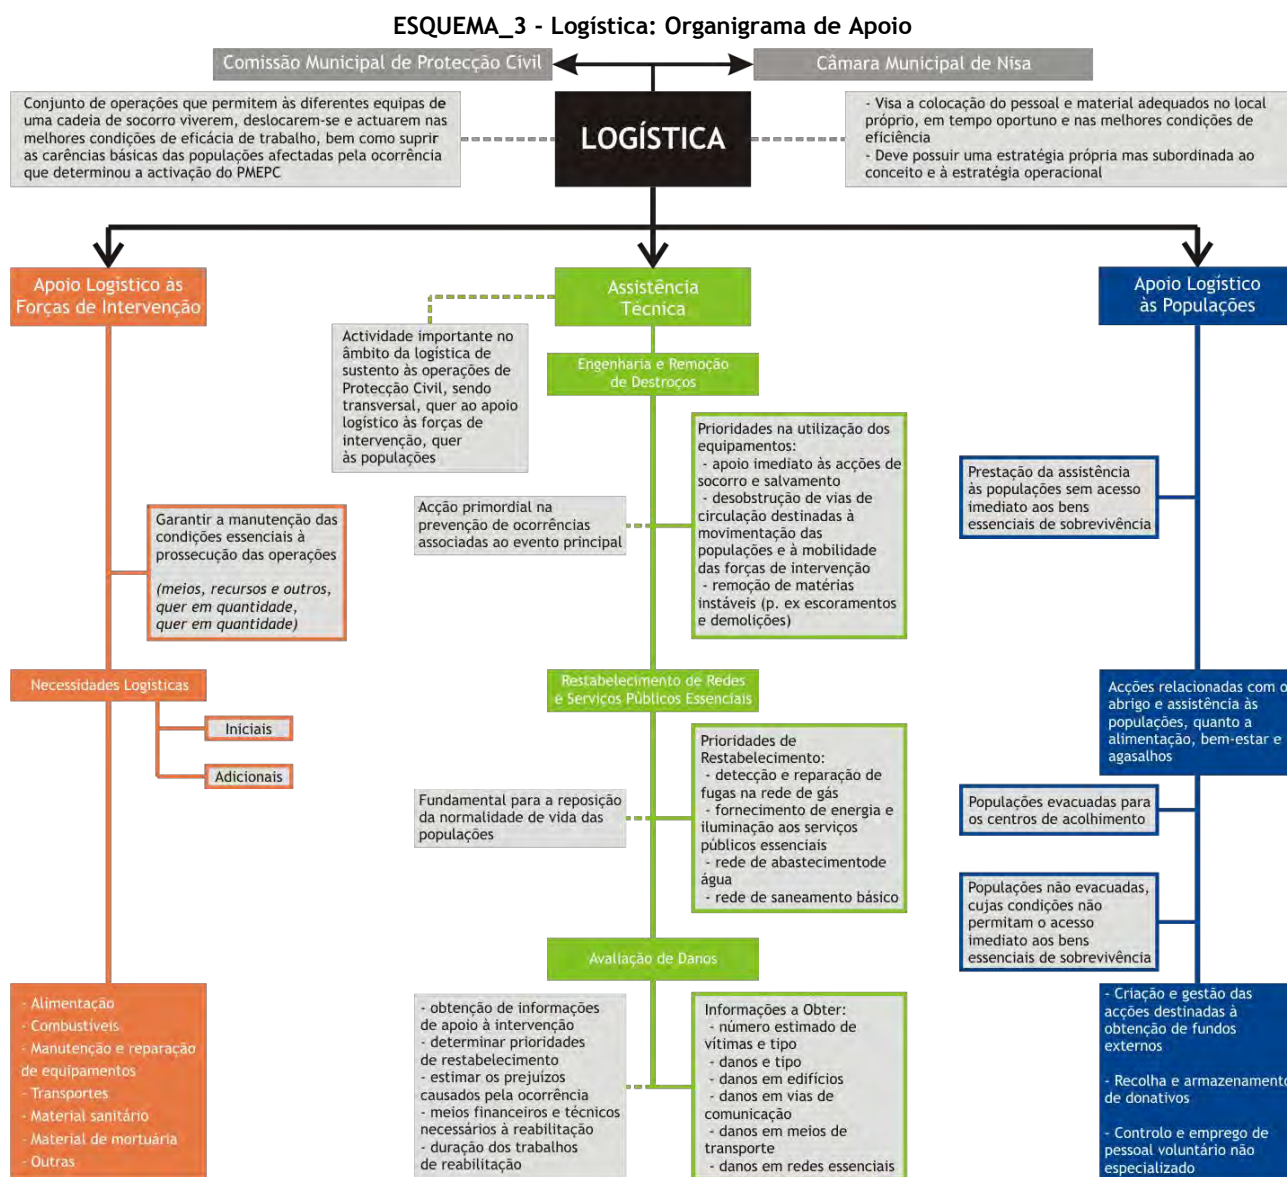 ESQUEMA_3 - Logística: Organigrama de Apoio
Comissão Municipal de Protecção Cívil
Câmara Municipal de Nisa
Conjunto de operações que permitem às diferentes equipas de
uma cadeia de socorro viverem, deslocarem-se e actuarem nas
melhores condições de eficácia de trabalho, bem como suprir
as carências básicas das populações afectadas pela ocorrência
que determinou a activação do PMEPC
LOGÍSTICA
- Visa a colocação do pessoal e material adequados no local
próprio, em tempo oportuno e nas melhores condições de
eficiência
- Deve possuir uma estratégia própria mas subordinada ao
conceito e à estratégia operacional
Apoio Logístico às
Forças de Intervenção
Garantir a manutenção das
condições essenciais à
prossecução das operações
(meios, recursos e outros,
quer em quantidade,
quer em quantidade)
Necessidades Logísticas
Iniciais
Adicionais
- Alimentação
- Combustíveis
- Manutenção e reparação
de equipamentos
- Transportes
- Material sanitário
- Material de mortuária
- Outras
Assistência
Técnica
Actividade importante no
âmbito da logística de
sustento às operações de
Protecção Civil, sendo
transversal, quer ao apoio
logístico às forças de
intervenção, quer
às populações
Engenharia e Remoção
de Destroços
Acção primordial na
prevenção de ocorrências
associadas ao evento principal
Prioridades na utilização dos
equipamentos:
- apoio imediato às acções de
socorro e salvamento
- desobstrução de vias de
circulação destinadas à
movimentação das
populações e à mobilidade
das forças de intervenção
- remoção de matérias
instáveis (p. ex escoramentos
e demolições)
Restabelecimento de Redes
e Serviços Públicos Essenciais
Fundamental para a reposição
da normalidade de vida das
populações
Prioridades de
Restabelecimento:
- detecção e reparação de
fugas na rede de gás
- fornecimento de energia e
iluminação aos serviços
públicos essenciais
- rede de abastecimentode
água
- rede de saneamento básico
Avaliação de Danos
- obtenção de informações
de apoio à intervenção
- determinar prioridades
de restabelecimento
- estimar os prejuízos
causados pela ocorrência
- meios financeiros e técnicos
necessários à reabilitação
- duração dos trabalhos
de reabilitação
Informações a Obter:
- número estimado de
vítimas e tipo
- danos e tipo
- danos em edifícios
- danos em vias de
comunicação
- danos em meios de
transporte
- danos em redes essenciais
Apoio Logístico
às Populações
Prestação da assistência
às populações sem acesso
imediato aos bens
essenciais de sobrevivência
Acções relacionadas com o
abrigo e assistência às
populações, quanto a
alimentação, bem-estar e
agasalhos
Populações evacuadas para
os centros de acolhimento
Populações não evacuadas,
cujas condições não
permitam o acesso
imediato aos bens
essenciais de sobrevivência
- Criação e gestão das
acções destinadas à
obtenção de fundos
externos
- Recolha e armazenamento
de donativos
- Controlo e emprego de
pessoal voluntário não
especializado